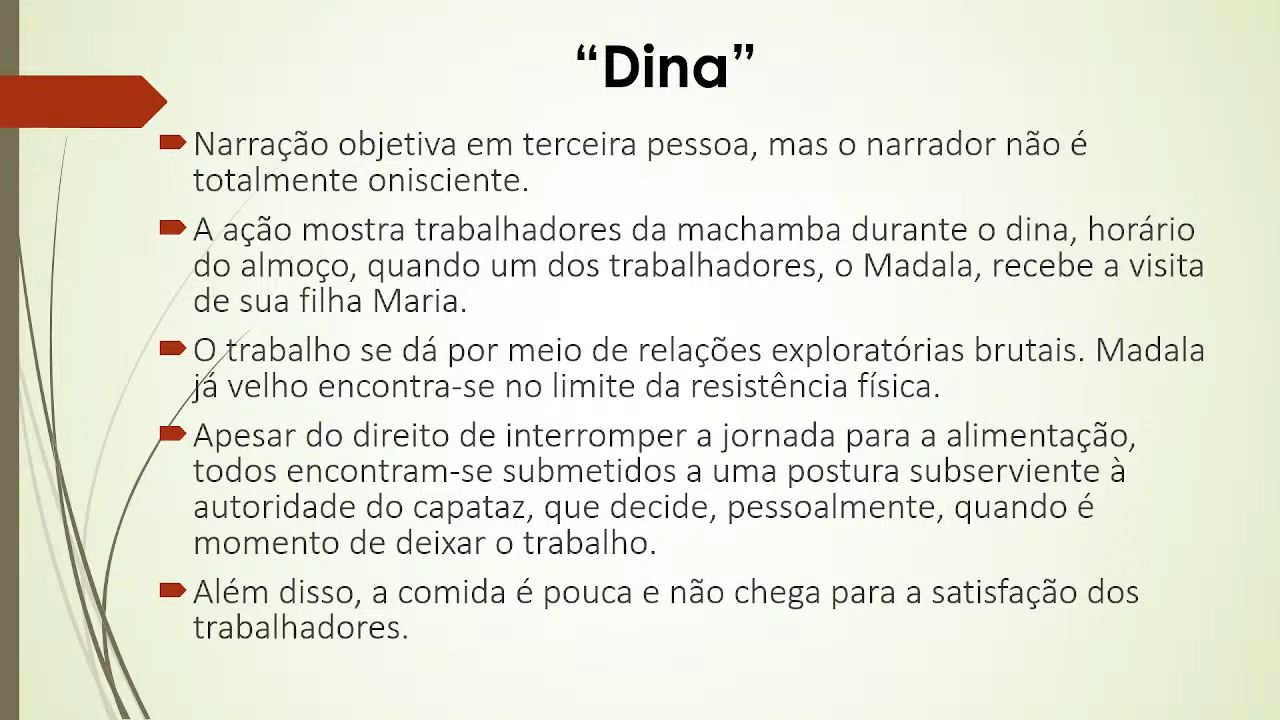 “Dina”
Narração objetiva em terceira pessoa, mas o narrador não é
totalmente onisciente.
A ação mostra trabalhadores da machamba durante o dina, horário
do almoço, quando um dos trabalhadores, o Madala, recebe a visita
de sua filha Maria.
O trabalho se dá por meio de relações exploratórias brutais. Madala
já velho encontra-se no limite da resistência física.
Apesar do direito de interromper a jornada para a alimentação,
todos encontram-se submetidos a uma postura subserviente à
autoridade do capataz, que decide, pessoalmente, quando é
momento de deixar o trabalho.
Além disso, a comida é pouca e não chega para a satisfação dos
trabalhadores.